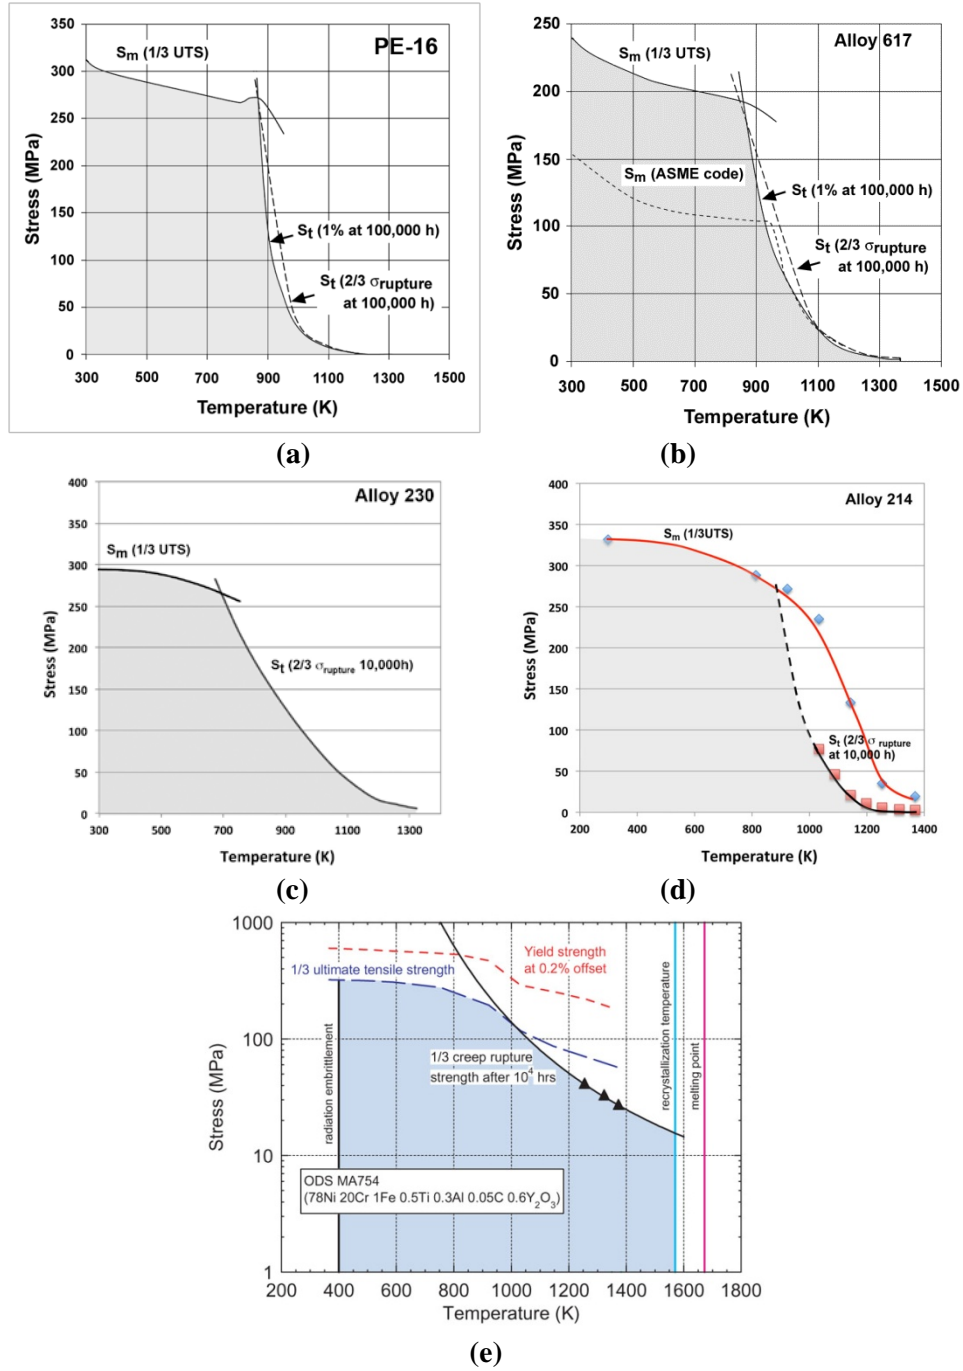 350
300
250
200
150
100
50
0
Stress (MPa)
PE-16
Sm (1/3 UTS)
St (1% at 100,000 h)
St (2/3 σrupture
at 100,000 h)
300 500 700 900 1100 1300 1500
Temperature (K)
(a)
250
200
150
100
50
0
Stress (MPa)
Alloy 617
Sm (1/3 UTS)
Sm (ASME code)
St (1% at 100,000 h)
St (2/3 σrupture
at 100,000 h)
300 500 700 900 1100 1300 1500
Temperature (K)
(b)
400
350
300
250
200
150
100
50
0
Stress (MPa)
Alloy 230
Sm (1/3 UTS)
St (2/3 σrupture 10,000h)
300 500 700 900 1100 1300
Temperature (K)
(c)
400
350
300
250
200
150
100
50
0
Stress (MPa)
Alloy 214
Sm (1/3UTS)
St (2/3 σ rupture
at 10,000 h)
200 400 600 800 1000 1200 1400
Temperature (K)
(d)
1000
100
10
1
Stress (MPa)
Yield strength
at 0.2% offset
1/3 ultimate tensile strength
1/3 creep rupture
strength after 10^4 hrs
radiation embrittlement
recrystallization temperature
melting point
ODS MA754
(78Ni 20Cr 1Fe 0.5Ti 0.3Al 0.05C 0.6Y2O3)
200 400 600 800 1000 1200 1400 1600 1800
Temperature (K)
(e)